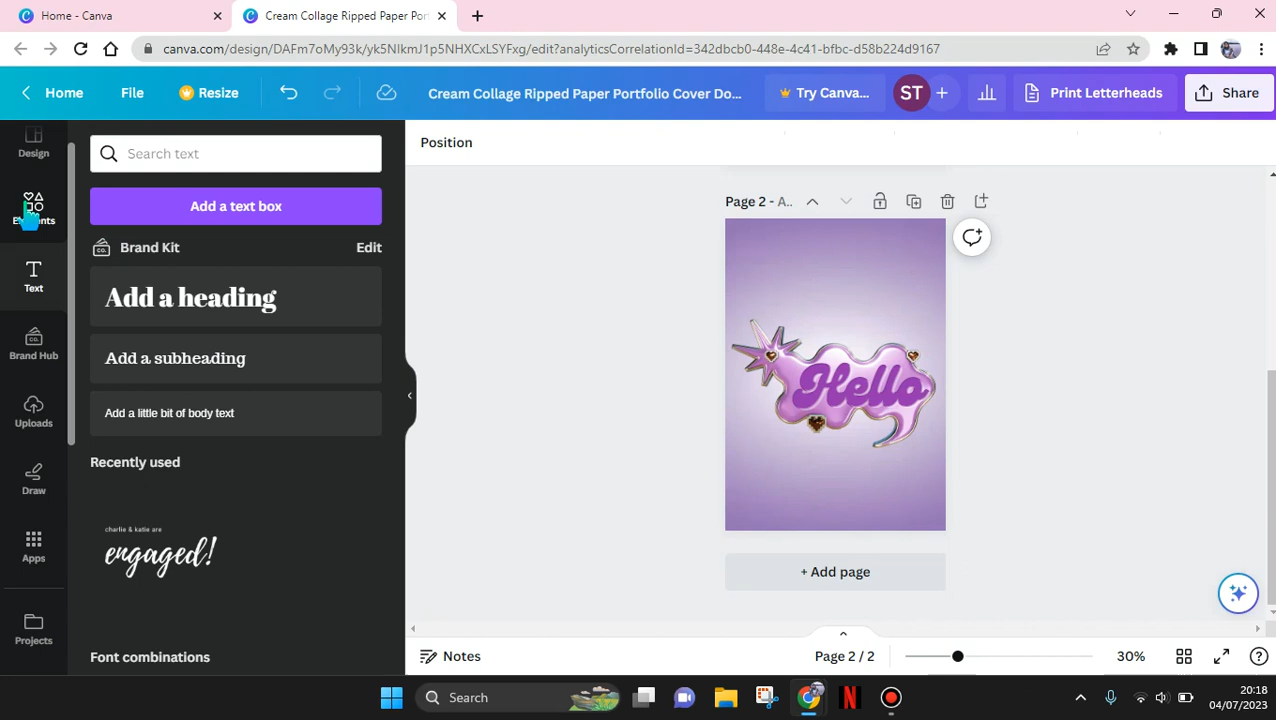 Home - Canva
Cream Collage Ripped Paper Port
canva.com/design/DAFm7oMy93k/yk5NIkmJ1p5NHXCxLSYFxg/edit?analyticsCorrelationId=342dbcb0-448e-4c41-bfbc-d58b224d9167
Home
File
Resize
Cream Collage Ripped Paper Portfolio Cover Do...
Try Canva...
ST
Print Letterheads
Share
Design
Elements
Text
Brand Hub
Uploads
Draw
Apps
Projects
Search text
Add a text box
Brand Kit
Edit
CO.
Add a heading
Add a subheading
Add a little bit of body text
Recently used
charlie & katie are
engaged!
Font combinations
Position
Page 2 - A..
Hello
+ Add page
Notes
Page 2 / 2
30%
Search
20:18
04/07/2023